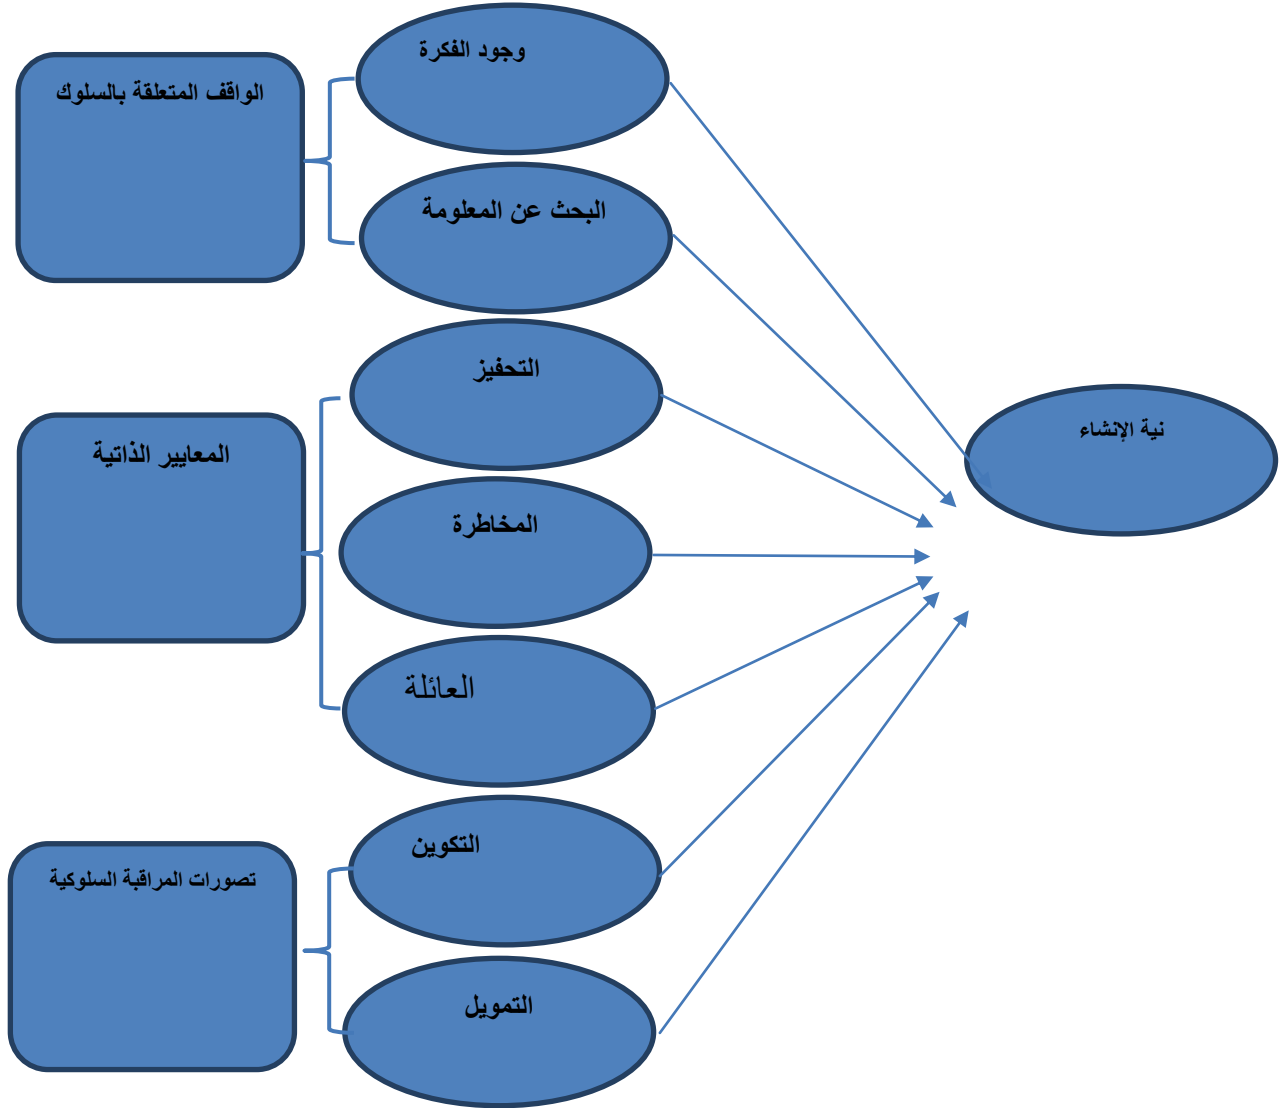 الواقف المتعلقة بالسلوك
وجود الفكرة
البحث عن المعلومة
المعايير الذاتية
التحفيز
المخاطرة
العائلة
تصورات المراقبة السلوكية
التكوين
التمويل
نية الإنشاء